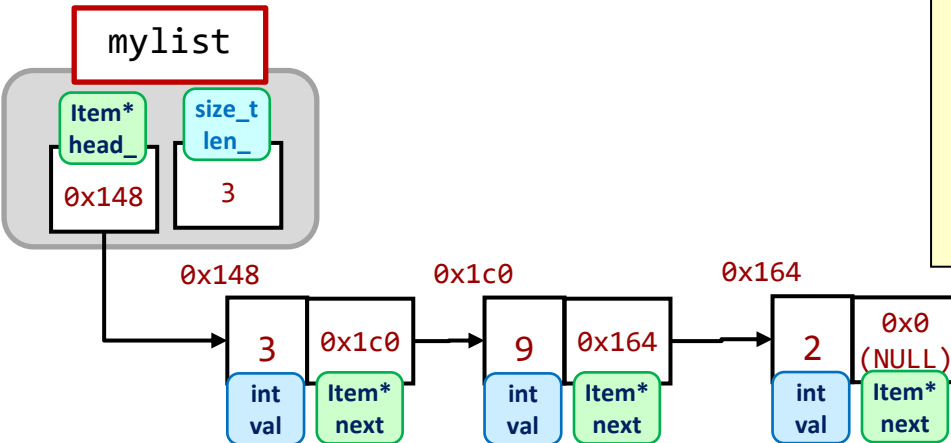 mylist
Item*
head_
size_t
len_
0x148
3
0x148
0x1c0
0x164
3
0x1c0
9
0x164
2
0x0
(NULL)
int
val
Item*
next
int
val
Item*
next
int
val
Item*
next